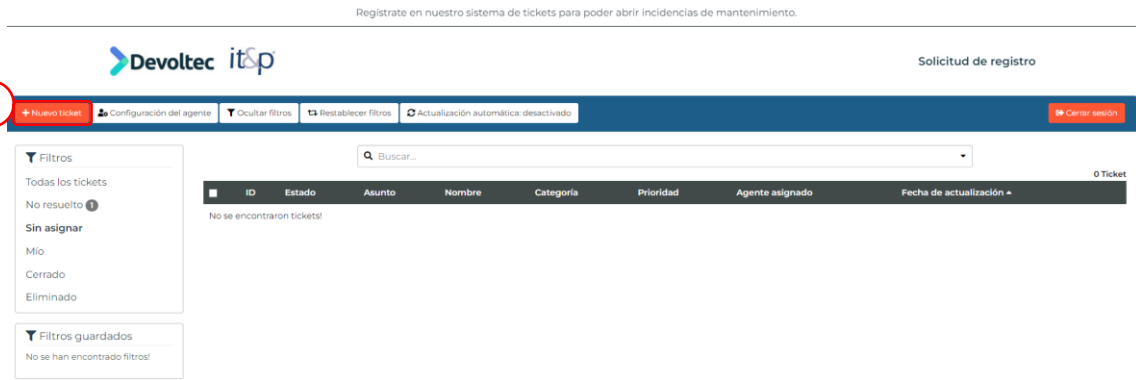 Regístrate en nuestro sistema de tickets para poder abrir incidencias de mantenimiento.
Devoltec it&p
Solicitud de registro
Nuevo ticket Configuración del agente Ocultar filtros Restablecer filtros Actualización automática: desactivado Cerrar sesión
Filtros
Buscar...
Todas los tickets
0 Ticket
ID Estado Asunto Nombre Categoría Prioridad Agente asignado Fecha de actualización
No resuelto 1
No se encontraron tickets!
Sin asignar
Mío
Cerrado
Eliminado
Filtros guardados
No se han encontrado filtros!